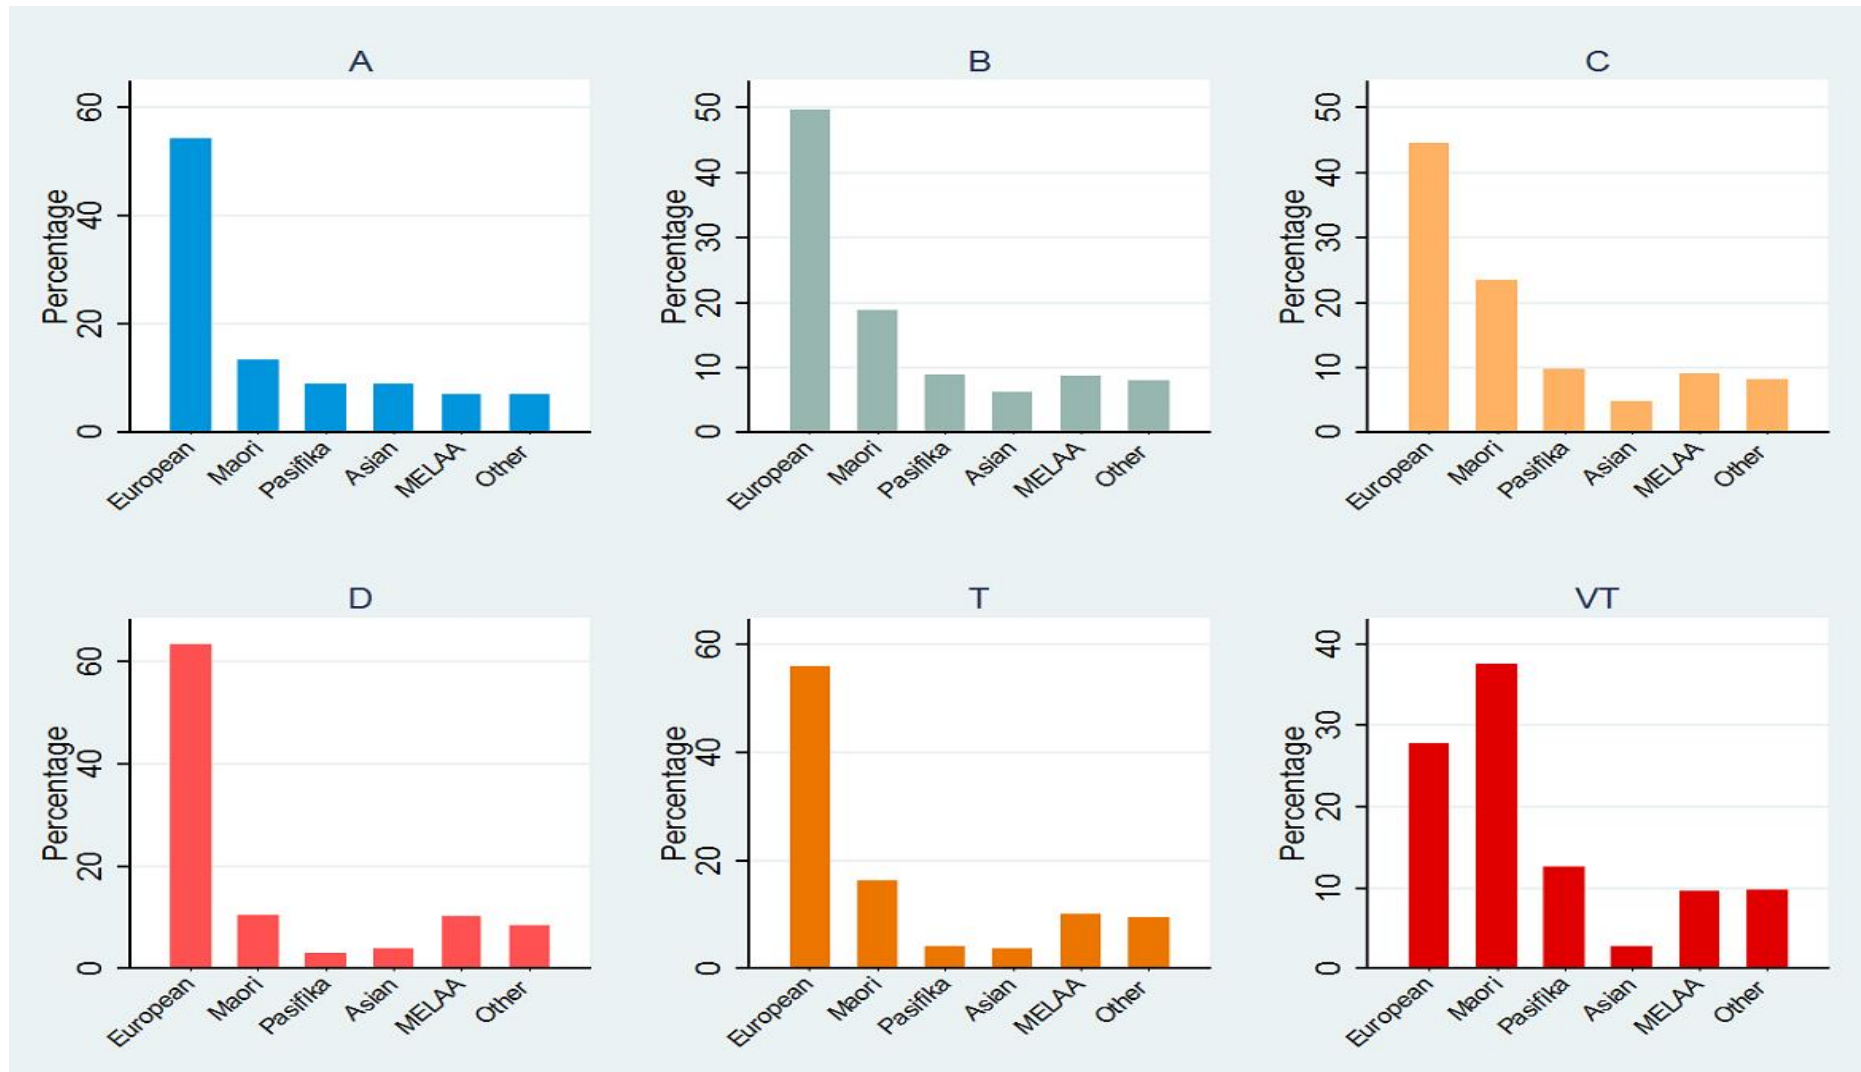 A
Percentage
60
40
20
0
European
Maori
Pasifika
Asian
MELAA
Other
B
Percentage
50
40
30
20
10
0
European
Maori
Pasifika
Asian
MELAA
Other
C
Percentage
50
40
30
20
10
0
European
Maori
Pasifika
Asian
MELAA
Other
D
Percentage
60
40
20
0
European
Maori
Pasifika
Asian
MELAA
Other
T
Percentage
60
40
20
0
European
Maori
Pasifika
Asian
MELAA
Other
VT
Percentage
40
30
20
10
0
European
Maori
Pasifika
Asian
MELAA
Other